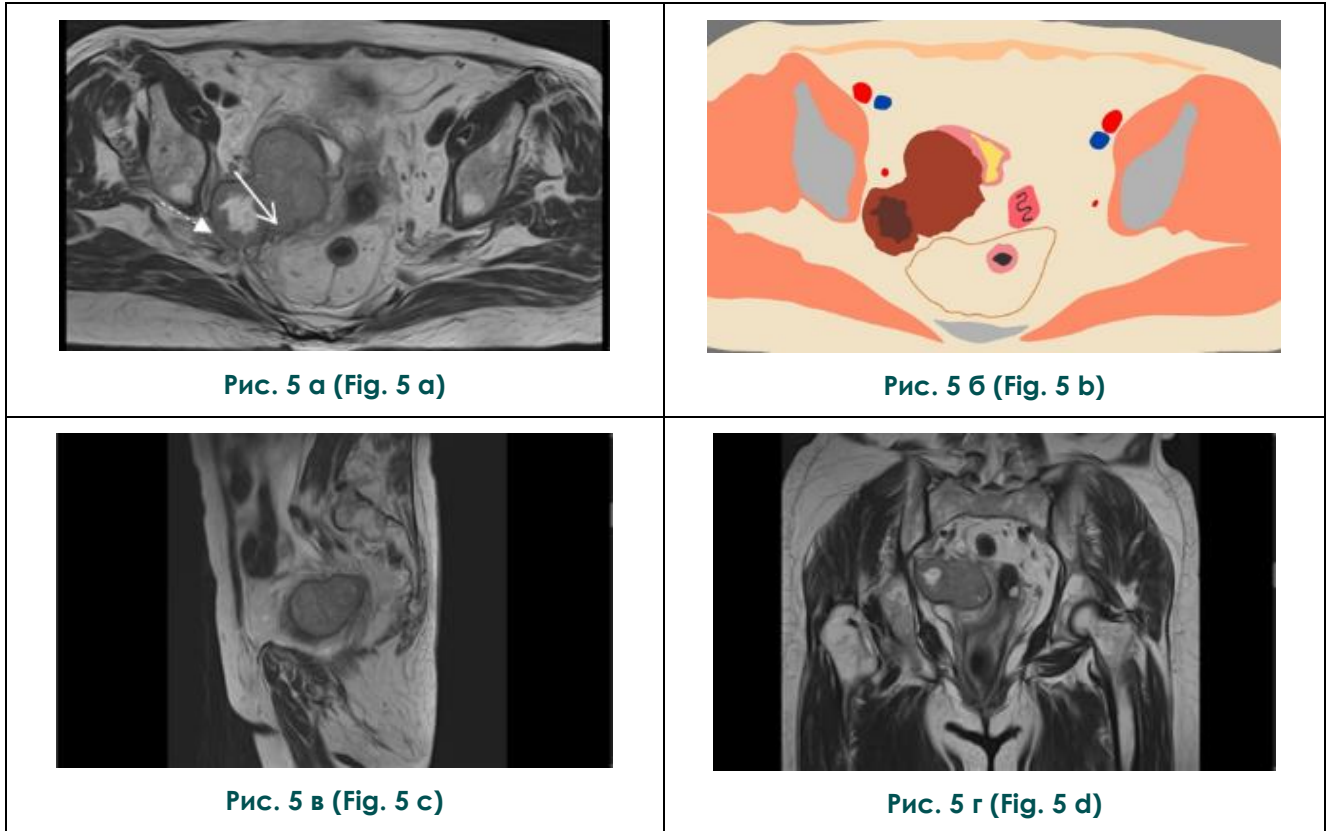 Рис. 5 а (Fig. 5 a)
Рис. 5 б (Fig. 5 b)
Рис. 5 в (Fig. 5 c)
Рис. 5 г (Fig. 5 d)